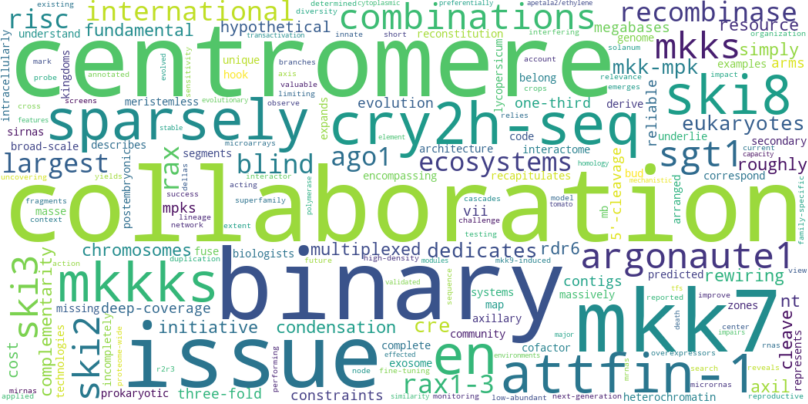 risc international combinations recombinase
fundamental hypothetical megabases resource
centromere mkks simply
unique hook genome examples arms
mkk-mpk ski8
kingdoms meristemless evolution belong one-third
sirnas sparsely cry2h-seq reliable eukaryotes
broad-scale describes expands derive underlie secondary
largest rax segments blind ago1 ecosystems sgt1 roughly
architecture interactome code
encompassing recapitulates correspond
intracellularly postembryonic lycopersicum
collaboration
masse mpks vii 5'-cleavage bud arranged mb
context fragments superfamily cascades model tomato
success lineage network acting interactor
chromosomes fuse multiplexed dedicates rdr6 argonaute1
biologists high-density mkk9-induced predicted rewiring
ski3 mkkks binary contigs massively mkk7
complementarity missing deep-coverage systems map zones
cost ski2 initiative condensation cre axillary community
technologies incompletely complete exosome cofactor
issue en attfin-1 cleavent represents
prokaryotic three-fold constraints rax1-3 heterochromatin axil
mirnas applied proteome-wide r2r3 performing
similarity monitoring low-abundant next-generation overexpressors
environments micrornas search reveals reproductive
existing diversity determined cytoplasmic preferentially apetala2/ethylene
understand transactivation innate short reconstitution interfering organization
mark branches axis evolved sensitivity solanum
probe annotated valuable account relevance impact
screens evolutionary limiting crops emerges
cross features stable observe relies
microarrays element homology capacity current
uncovering yields polymerase extent challenge testing
duplication action future modules validated sequence
reported tfs improve view
center death impairs rnas major
effected node fine-tuning family-specific mechanistic